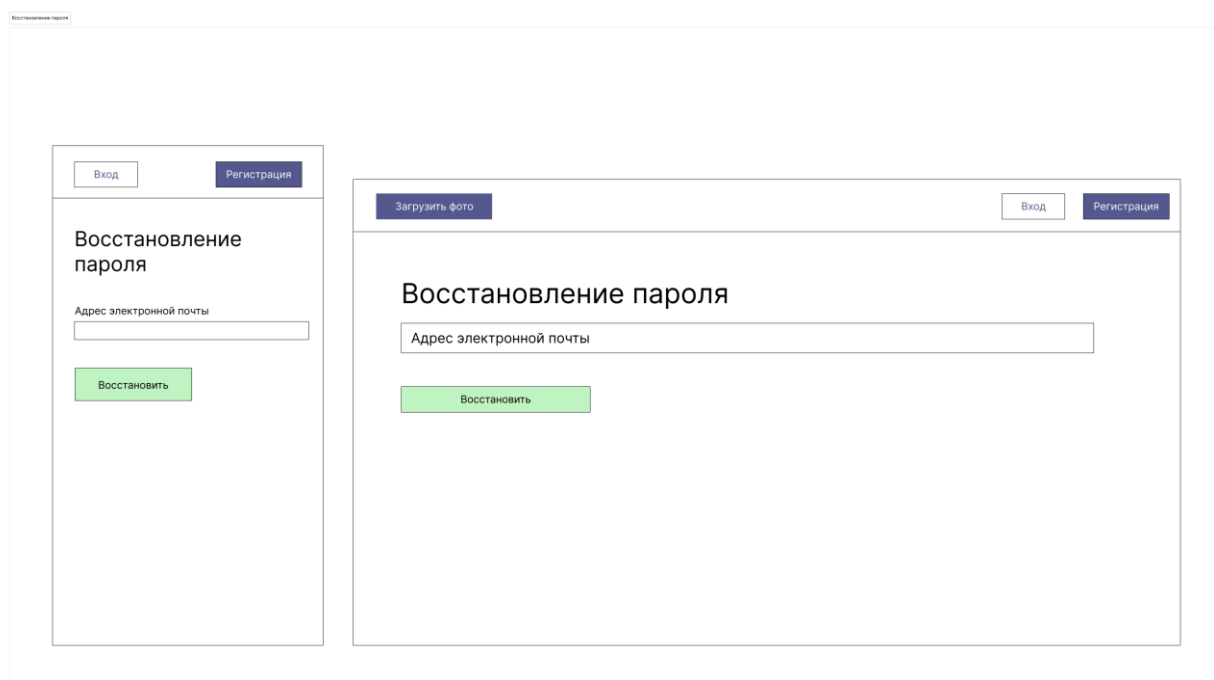 Восстановление пароля
Вход
Регистрация
Восстановление
пароля
Адрес электронной почты
Восстановить
Загрузить фото
Вход
Регистрация
Восстановление пароля
Адрес электронной почты
Восстановить